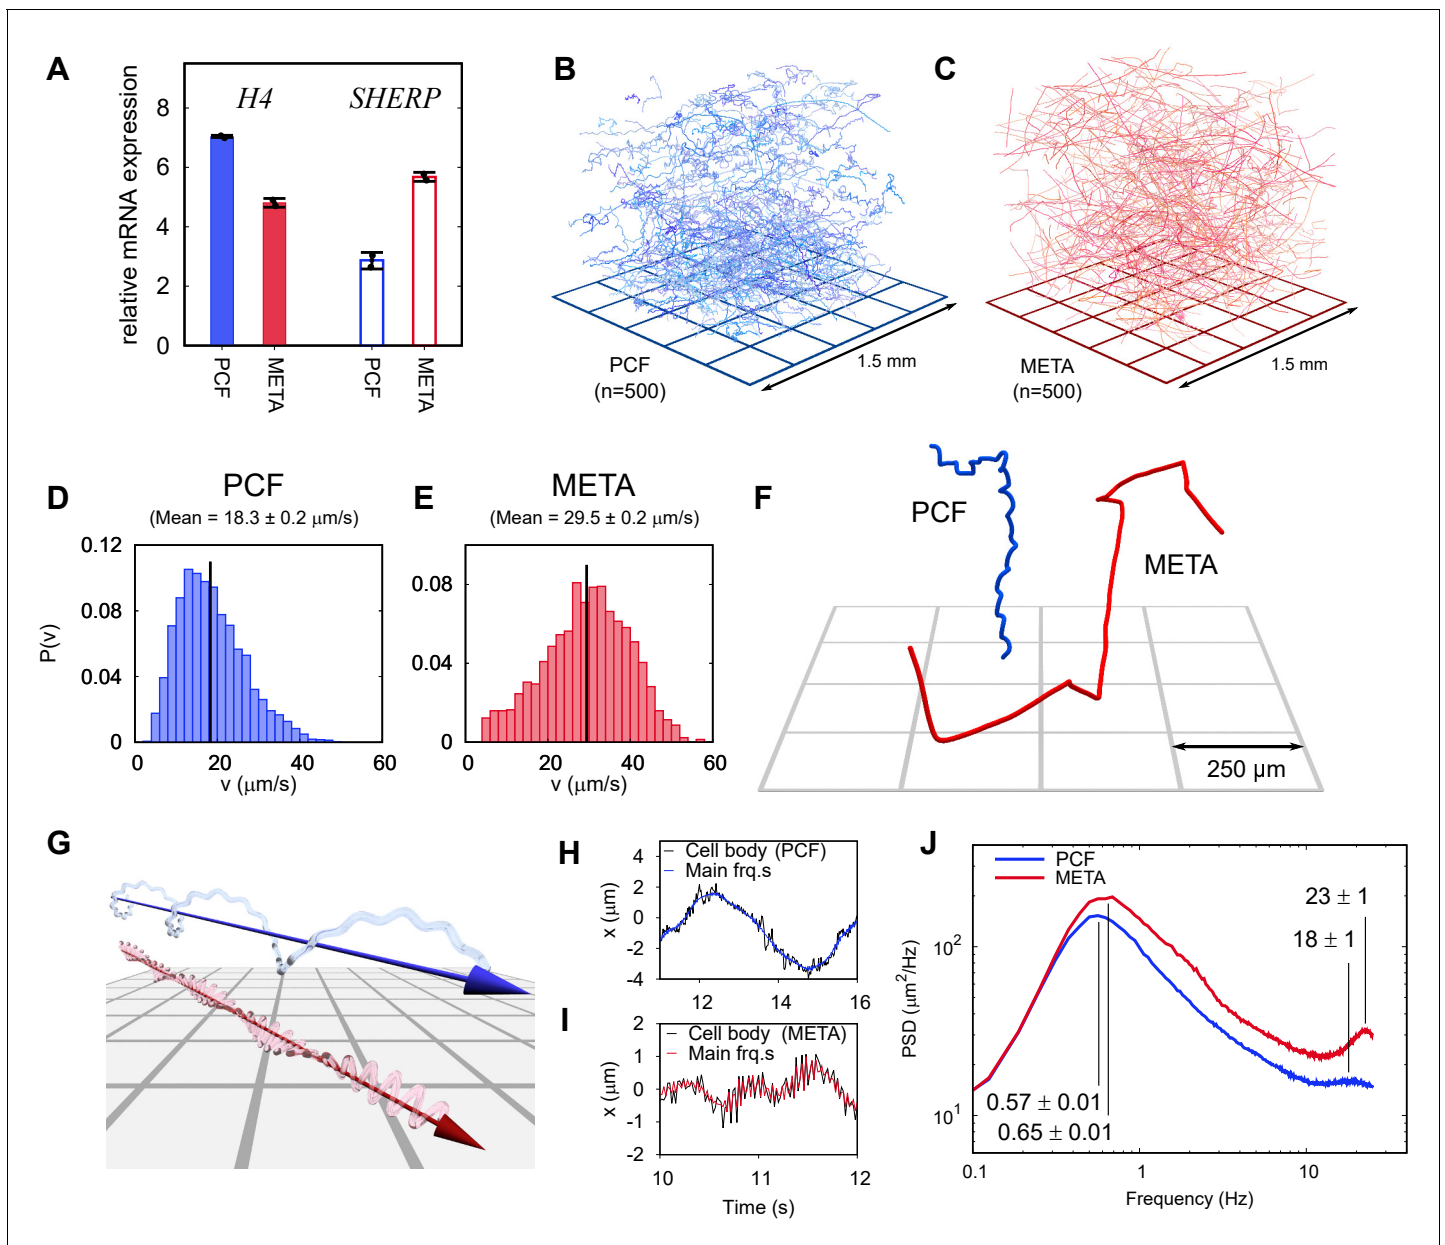 A
H4 SHERP
relative mRNA expression
8
6
4
2
0
PCF
META
PCF
META
B
PCF
(n=500)
1.5 mm
C
META
(n=500)
1.5 mm
D
PCF
(Mean = 18.3 ± 0.2 μm/s)
0.12
0.08
0.04
0
P(v)
0 20 40 60
v (μm/s)
E
META
(Mean = 29.5 ± 0.2 μm/s)
0.08
0.04
0
0 20 40 60
v (μm/s)
F
PCF
META
250 μm
G
H
Cell body (PCF)
Main frq.s
4
2
0
-2
-4
x (μm)
12 14 16
I
Cell body (META)
Main frq.s
2
1
0
-1
-2
x (μm)
10 11 12
Time (s)
J
PCF
META
23 ± 1
18 ± 1
10²
10¹
PSD (μm²/Hz)
0.57 ± 0.01
0.65 ± 0.01
0.1 1 10
Frequency (Hz)